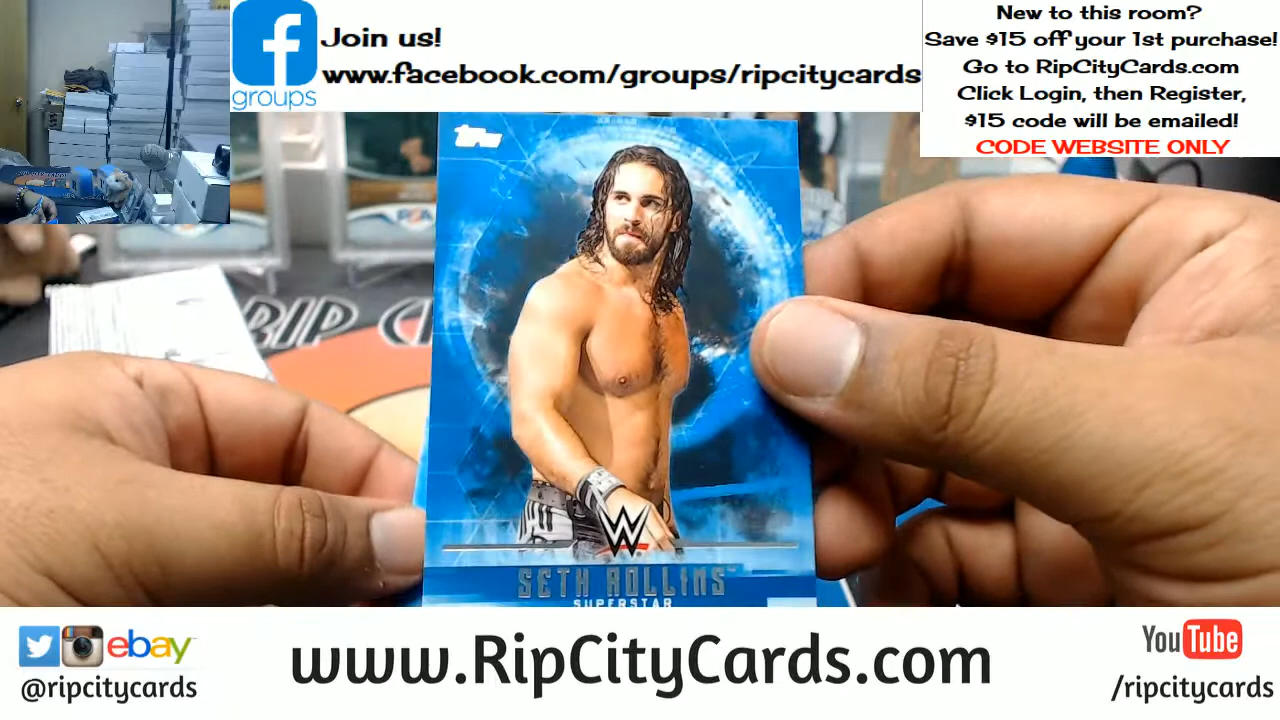 Join us!
www.facebook.com/groups/ripcitycards
groups
New to this room?
Save $15 off your 1st purchase!
Go to RipCityCards.com
Click Login, then Register,
$15 code will be emailed!
CODE WEBSITE ONLY
Topps
RIP C
PSA
W
SETH ROLLINS
SUPERSTAR
ebay
@ripcitycards
www.RipCityCards.com
YouTube
/ripcitycards